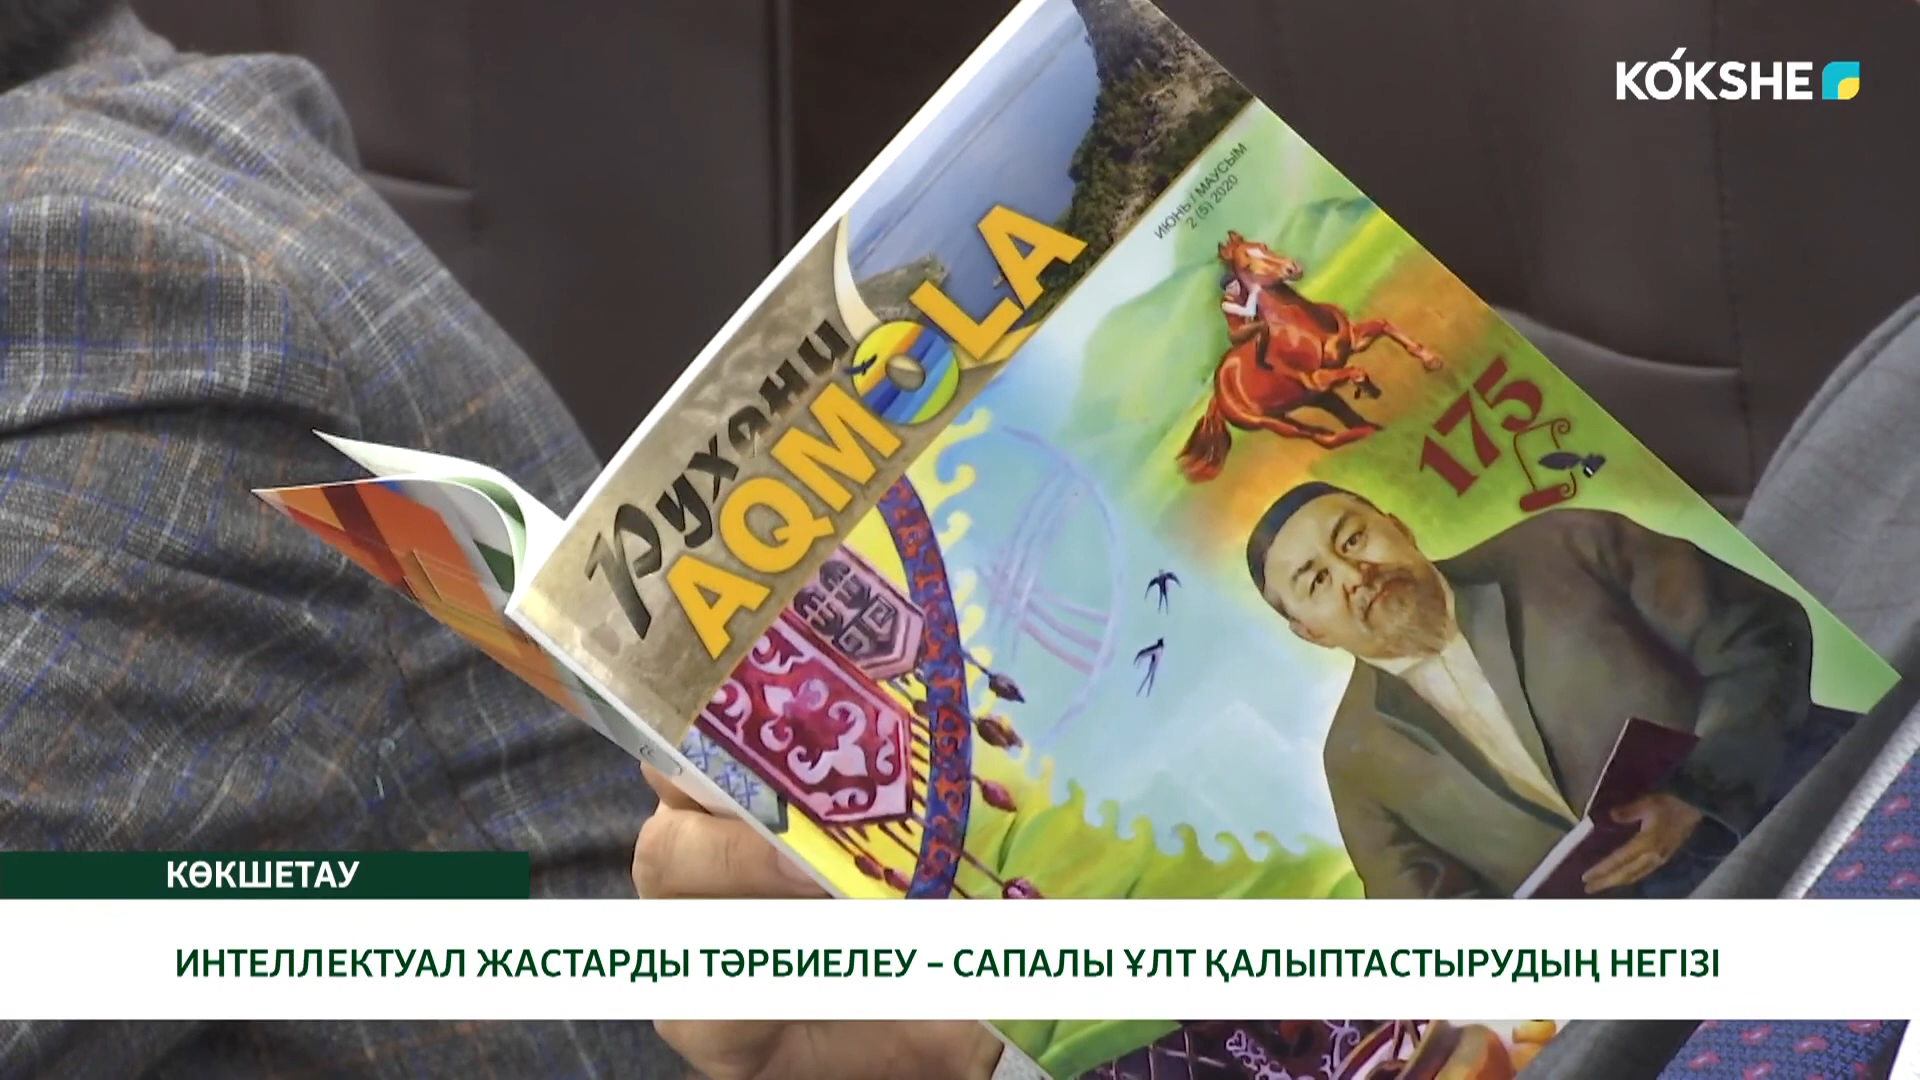 KÓKSHE
ИЮНЬ / МАУСЫМ
2 (5) 2020
Рухани
AQMOLA
175
КӨКШЕТАУ
ИНТЕЛЛЕКТУАЛ ЖАСТАРДЫ ТӘРБИЕЛЕУ – САПАЛЫ ҰЛТ ҚАЛЫПТАСТЫРУДЫҢ НЕГІЗІ